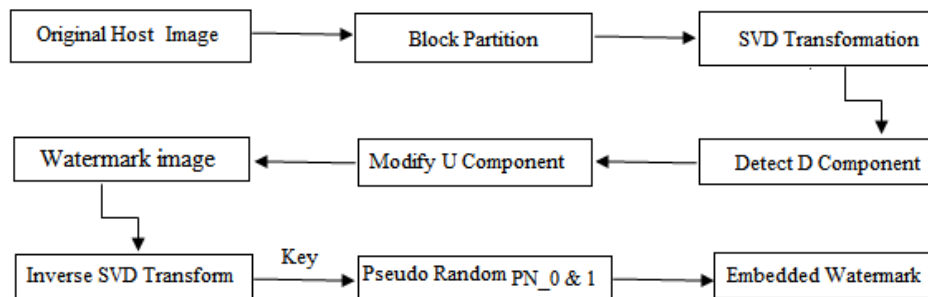 Original Host Image
Block Partition
SVD Transformation
Detect D Component
Modify U Component
Watermark image
Inverse SVD Transform
Key
Pseudo Random PN_0 & 1
Embedded Watermark